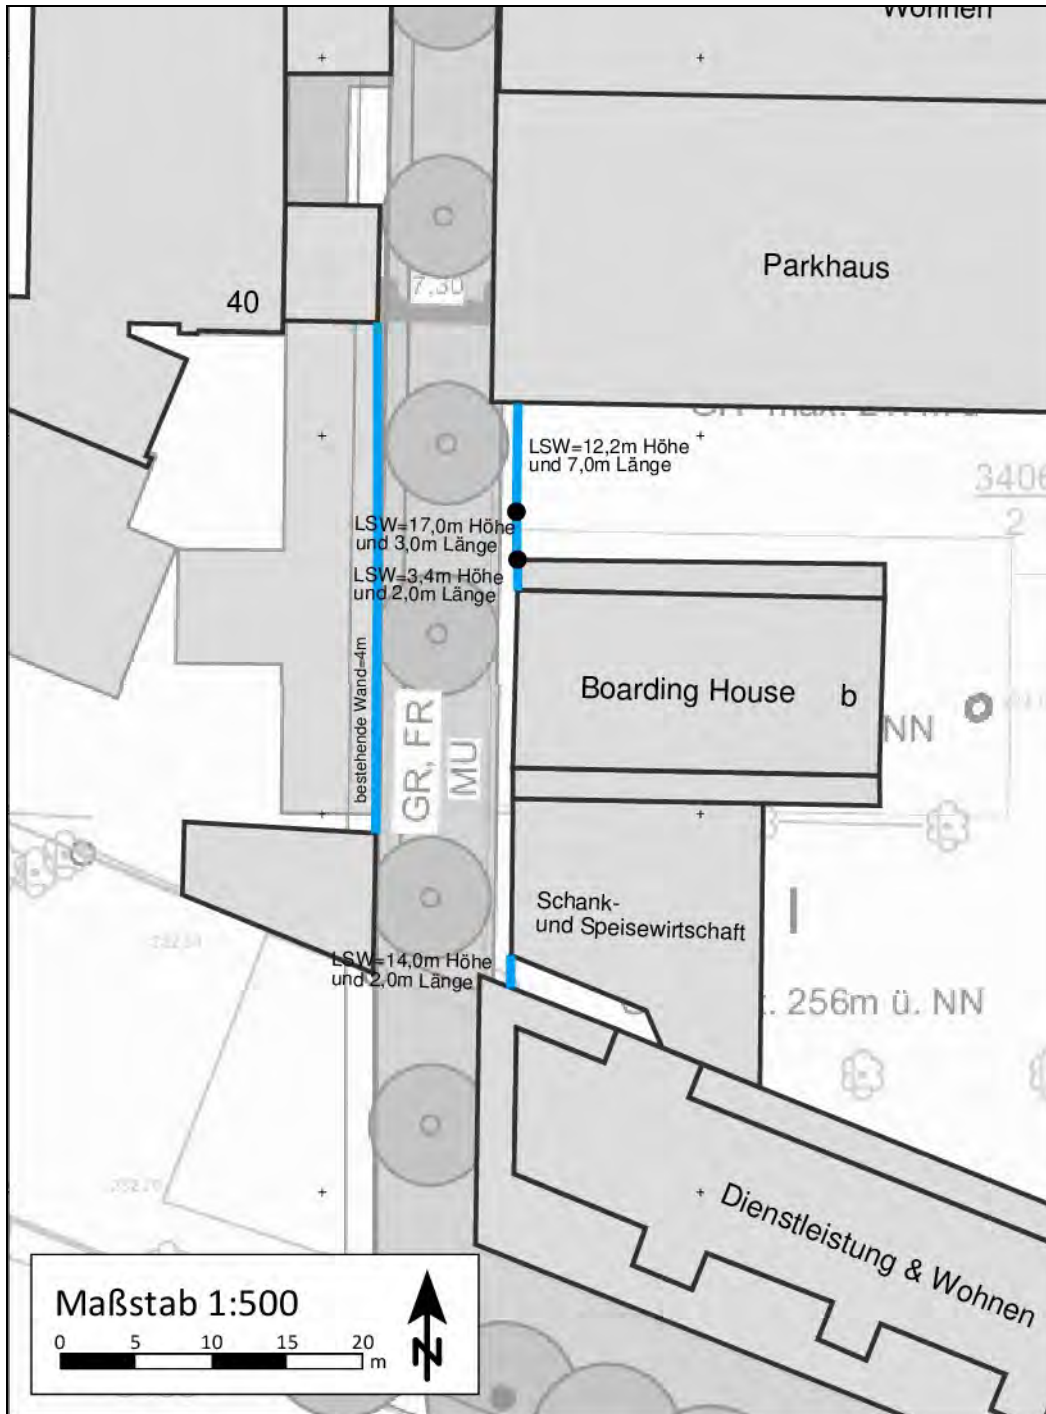 Wohnen
Parkhaus
7,30
40
LSW=12,2m Höhe
und 7,0m Länge
3406
2
LSW=17,0m Höhe
und 3,0m Länge
LSW=3,4m Höhe
und 2,0m Länge
bestehende Wand=4m
Boarding House
b
NN
GR, FR
MU
Schank-
und Speisewirtschaft
I
LSW=14,0m Höhe
und 2,0m Länge
256m ü. NN
Dienstleistung & Wohnen
Maßstab 1:500
0 5 10 15 20
m
N